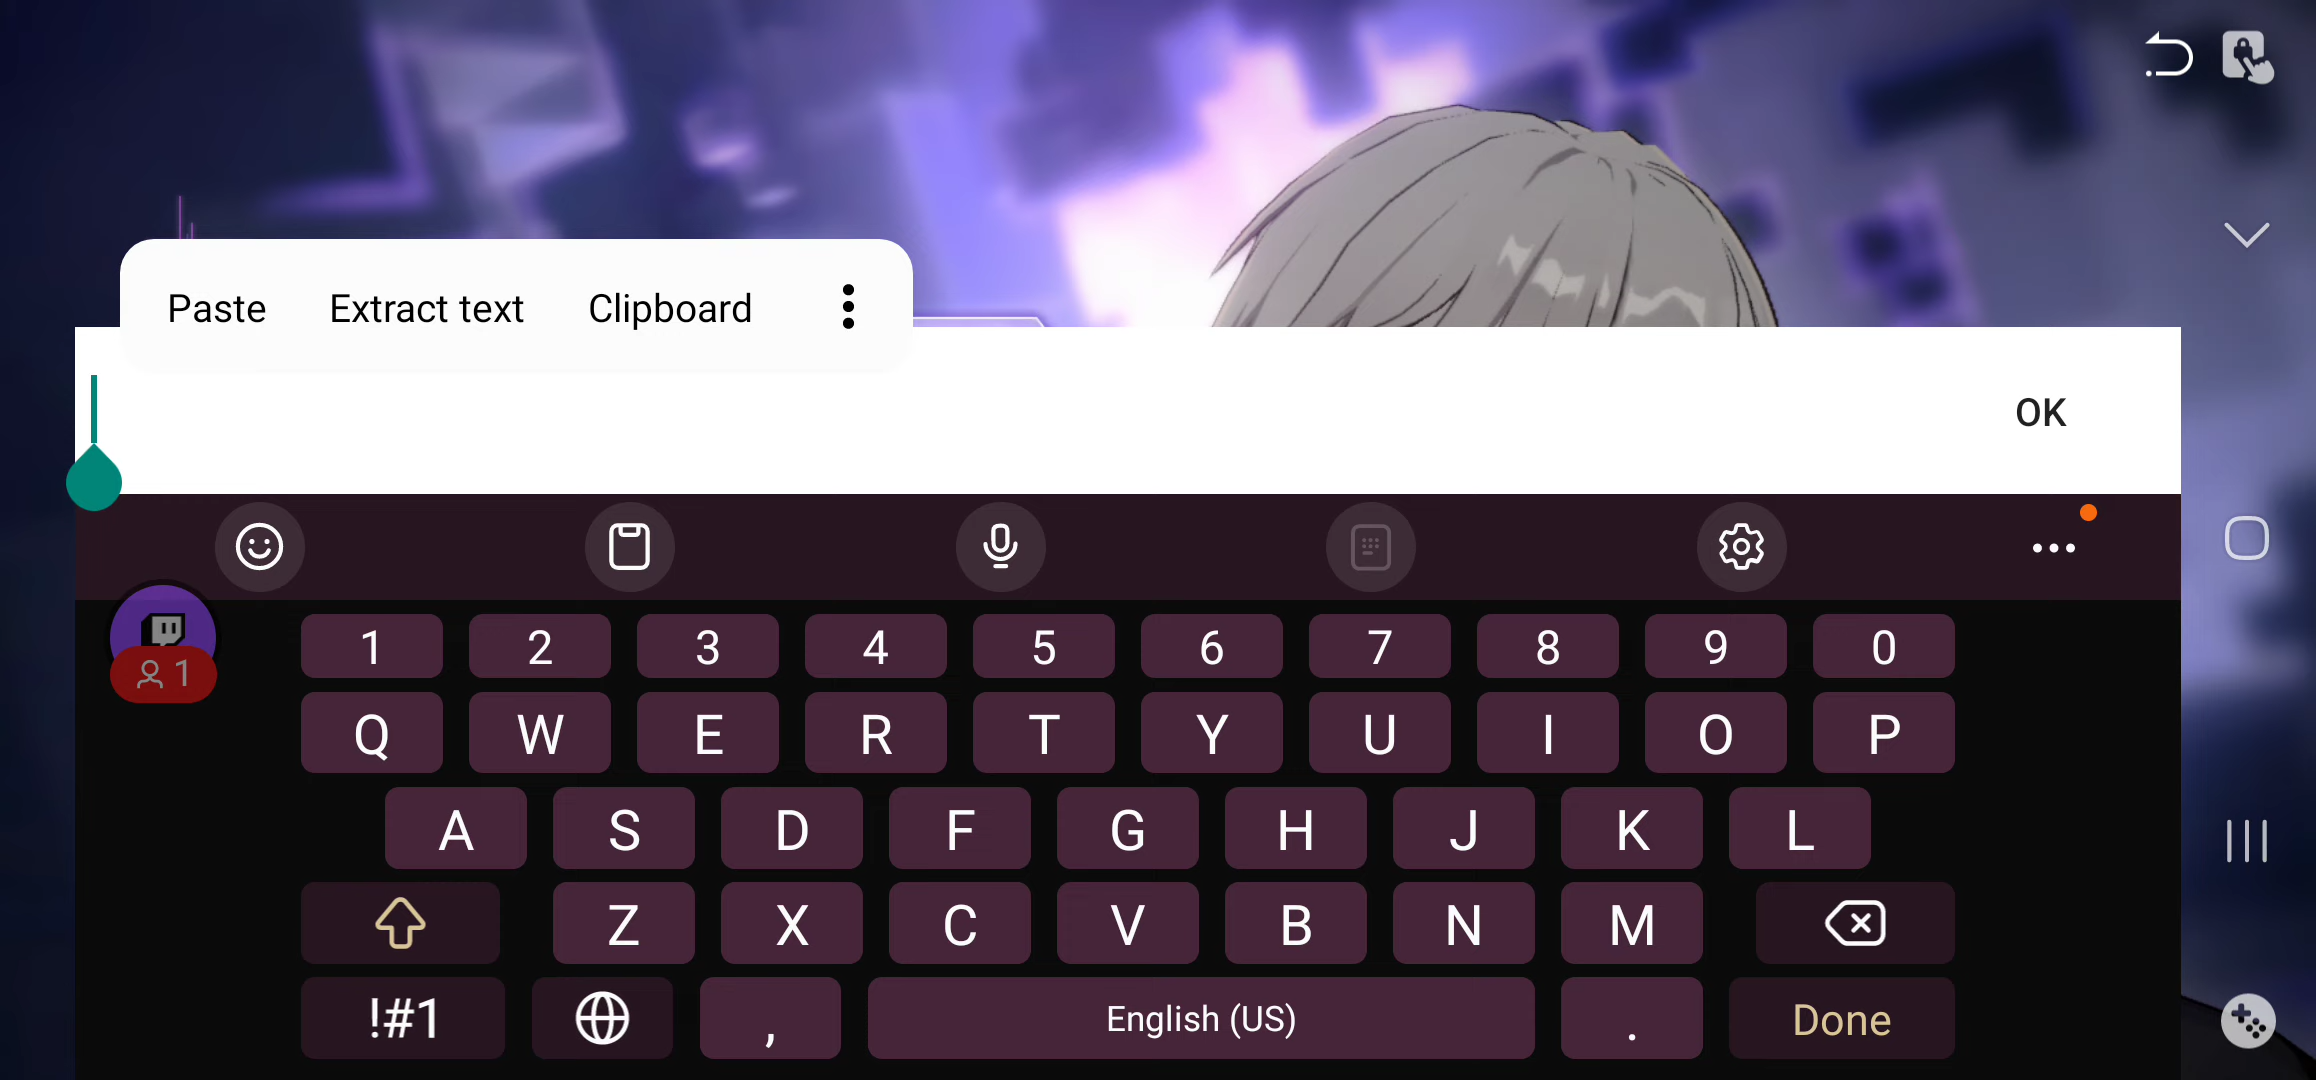 Paste Extract text Clipboard
OK
1
1 2 3 4 5 6 7 8 9 0
Q W E R T Y U I O P
A S D F G H J K L
Z X C V B N M
!#1 , English (US) . Done